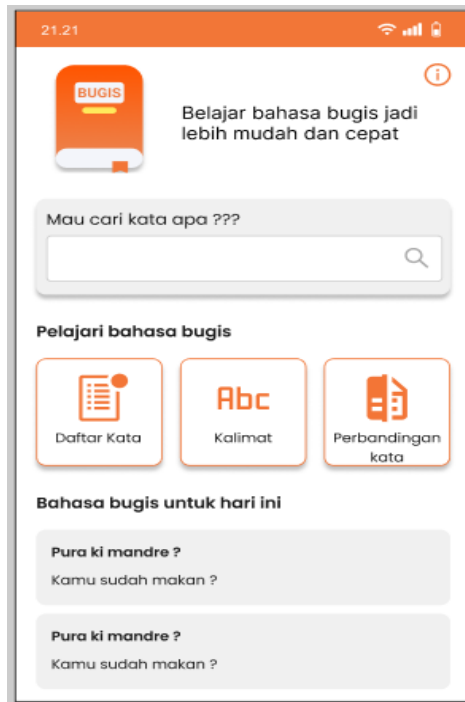 21.21
BUGIS
Belajar bahasa bugis jadi
lebih mudah dan cepat
Mau cari kata apa ???
Pelajari bahasa bugis
Daftar Kata
Abc
Kalimat
Perbandingan
kata
Bahasa bugis untuk hari ini
Pura ki mandre ?
Kamu sudah makan ?
Pura ki mandre ?
Kamu sudah makan ?